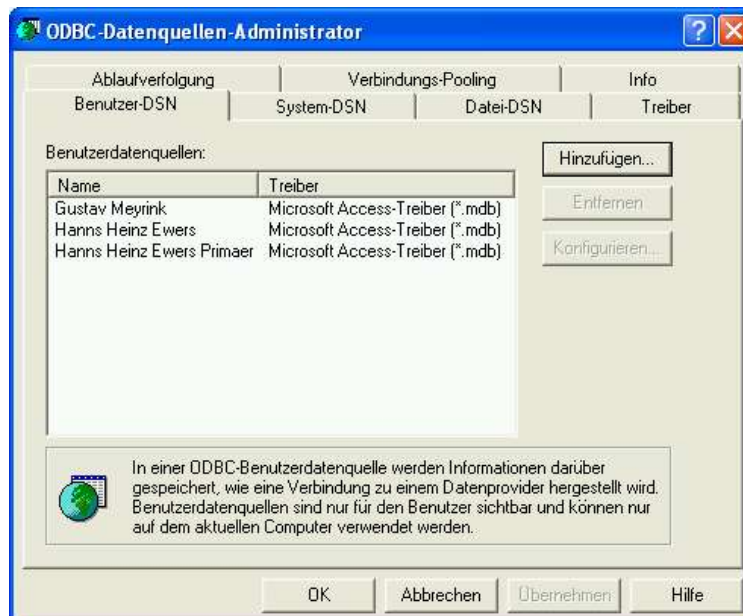 ODBC-Datenquellen-Administrator
Ablaufverfolgung Verbindungs-Pooling Info
Benutzer-DSN System-DSN Datei-DSN Treiber
Benutzerdatenquellen:
Hinzufügen...
Name Treiber
Gustav Meyrink Microsoft Access-Treiber (*.mdb)
Entfernen
Hanns Heinz Ewers Microsoft Access-Treiber (*.mdb)
Hanns Heinz Ewers Primaer Microsoft Access-Treiber (*.mdb)
Konfigurieren...
In einer ODBC-Benutzerdatenquelle werden Informationen darüber
gespeichert, wie eine Verbindung zu einem Datenprovider hergestellt wird.
Benutzerdatenquellen sind nur für den Benutzer sichtbar und können nur
auf dem aktuellen Computer verwendet werden.
OK Abbrechen Übernehmen Hilfe